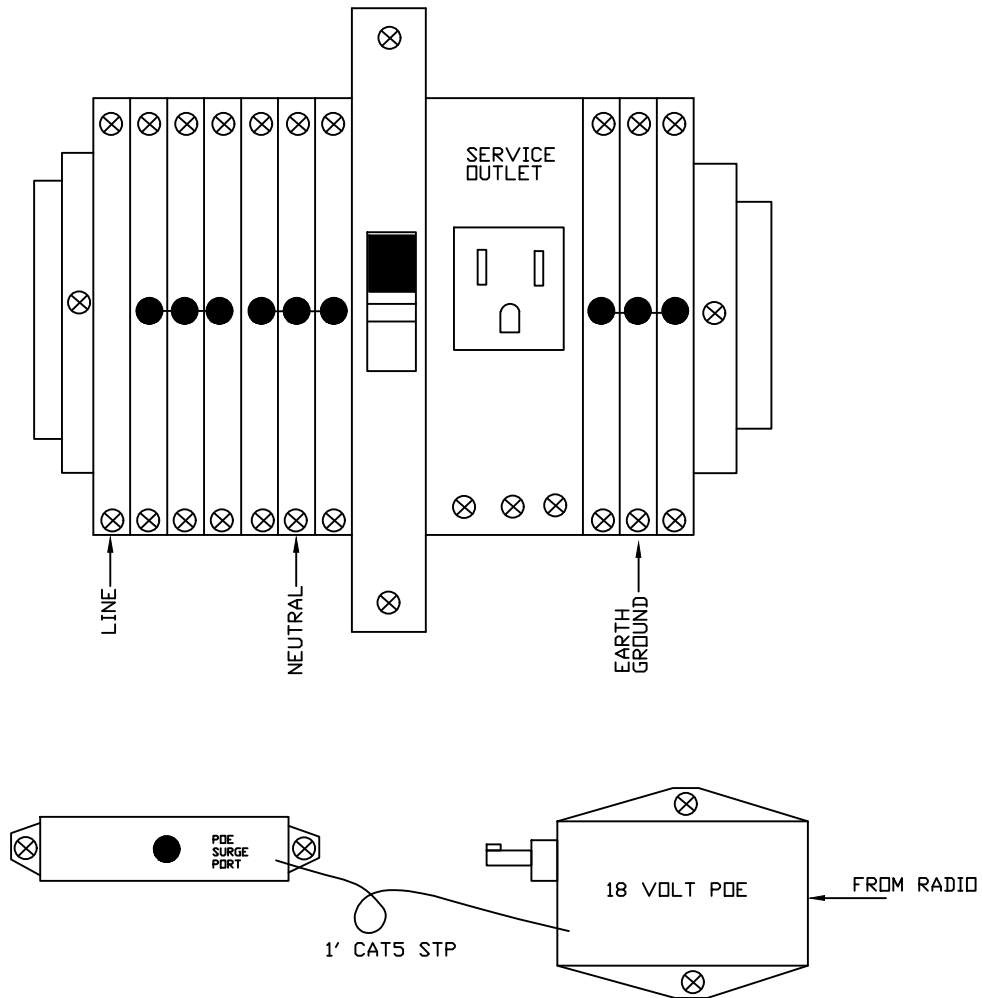 SERVICE
OUTLET
LINE
NEUTRAL
EARTH
GROUND
POE
SURGE
PORT
18 VOLT POE
FROM RADIO
1' CAT5 STP